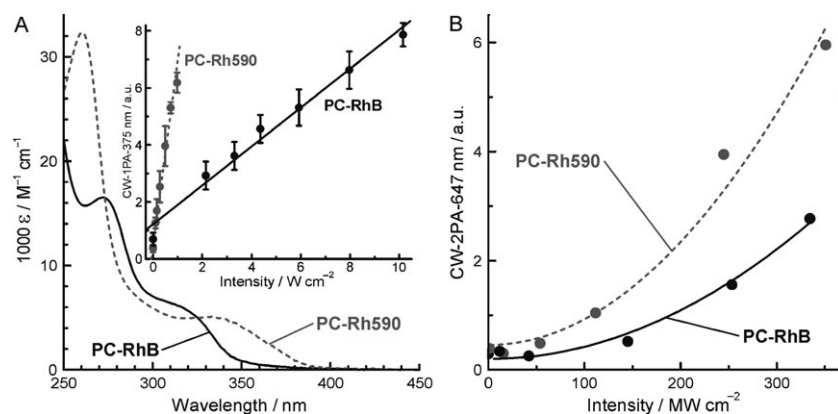 A
8
6
4
2
0
CW-1PA-375 nm / a.u.
PC-Rh590
PC-RhB
0 2 4 6 8 10
Intensity / W cm⁻²
30
20
10
0
1000 ε / M⁻¹ cm⁻¹
PC-Rh590
PC-RhB
250 300 350 400 450
Wavelength / nm
B
6
4
2
0
CW-2PA-647 nm / a.u.
PC-Rh590
PC-RhB
0 100 200 300
Intensity / MW cm⁻²